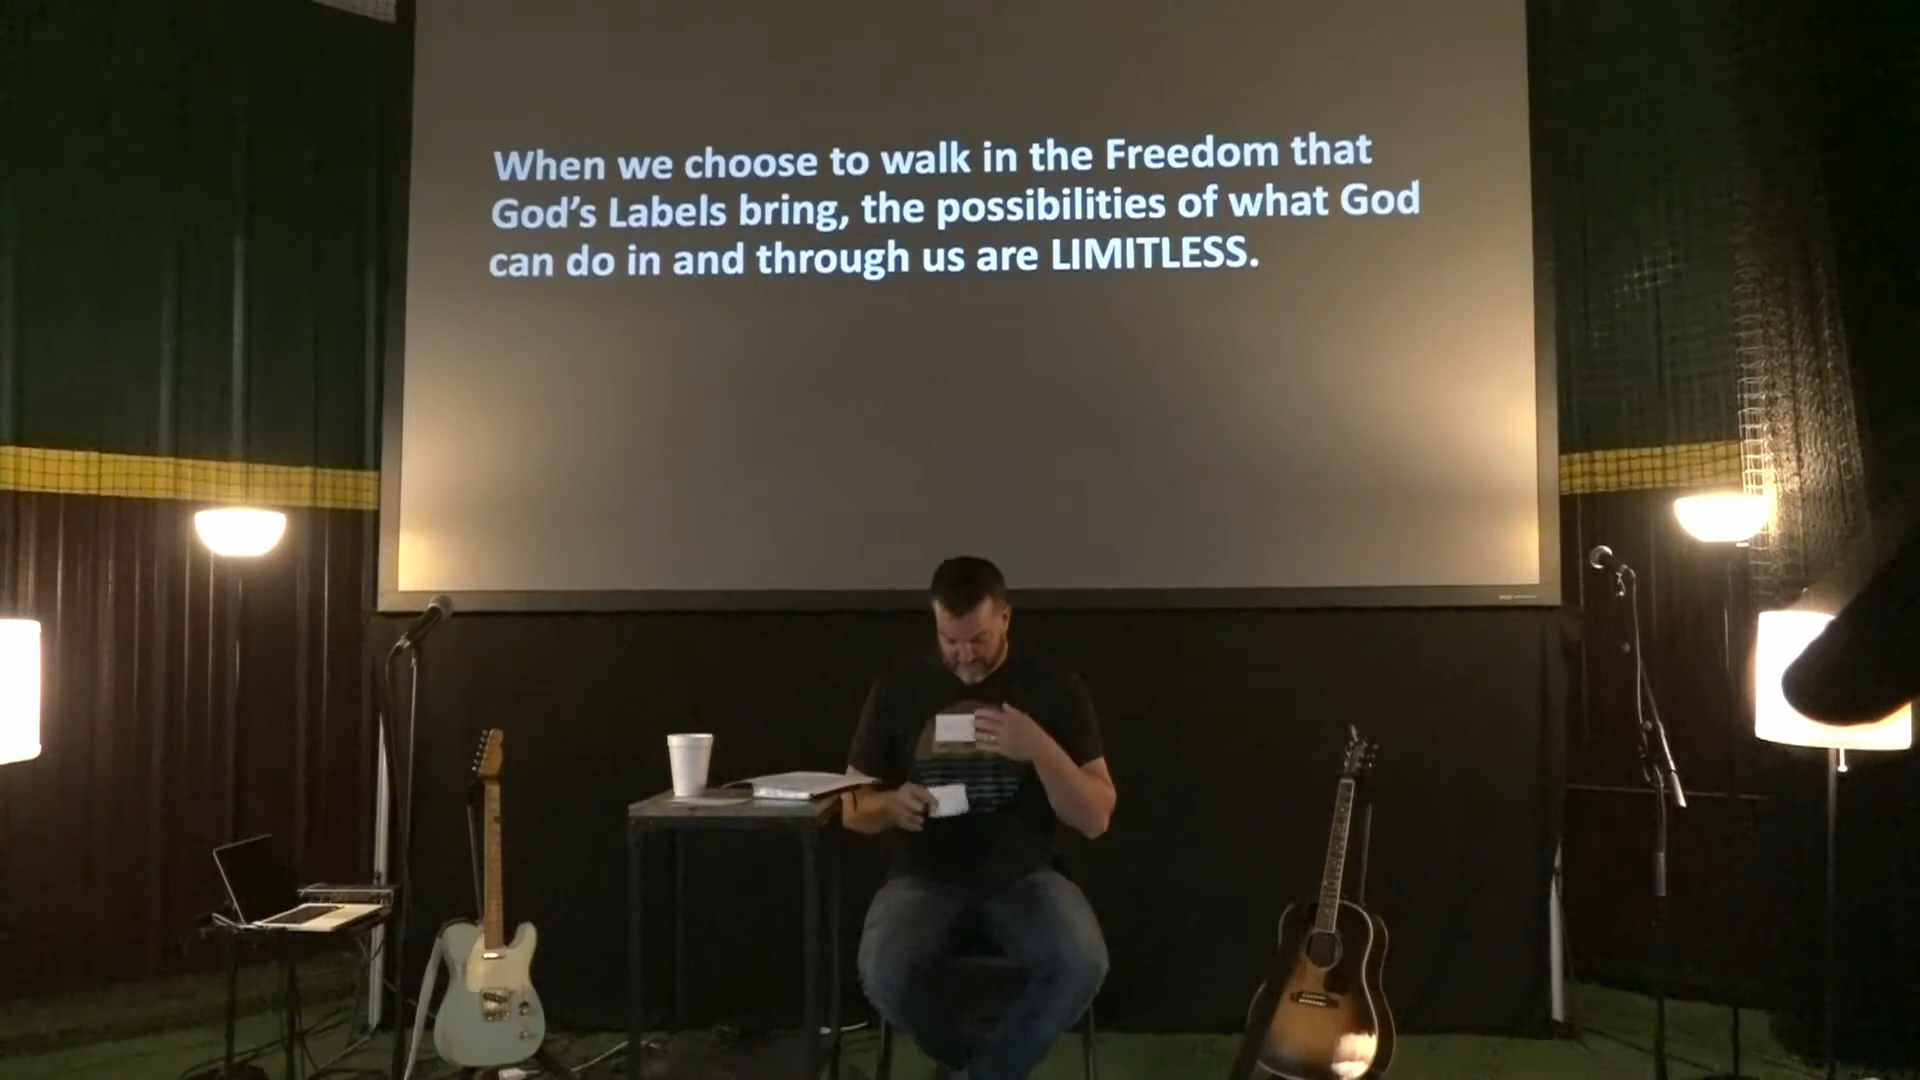 When we choose to walk in the Freedom that
God's Labels bring, the possibilities of what God
can do in and through us are LIMITLESS.